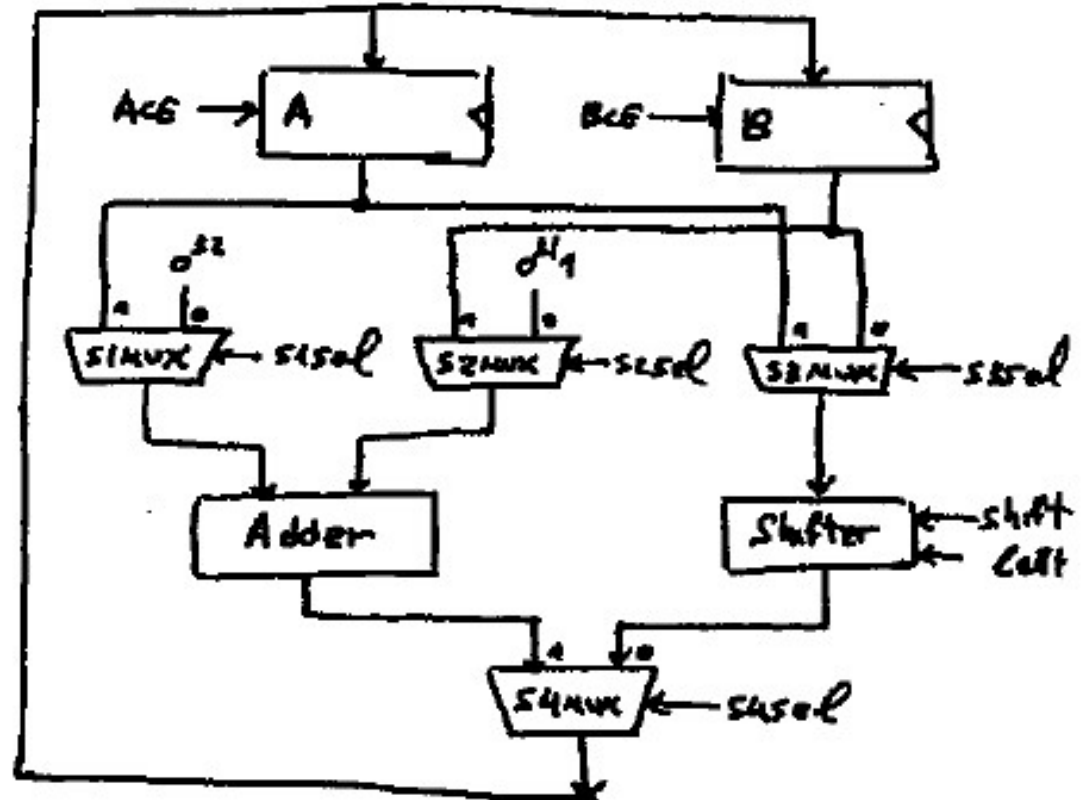 ACE
A
BCE
B
0^32
0^31 1
1
0
1
0
1
0
S1MUX
S1sel
S2MUX
S2sel
S3MUX
S3sel
Adder
Shifter
shift
left
1
0
S4MUX
S4sel